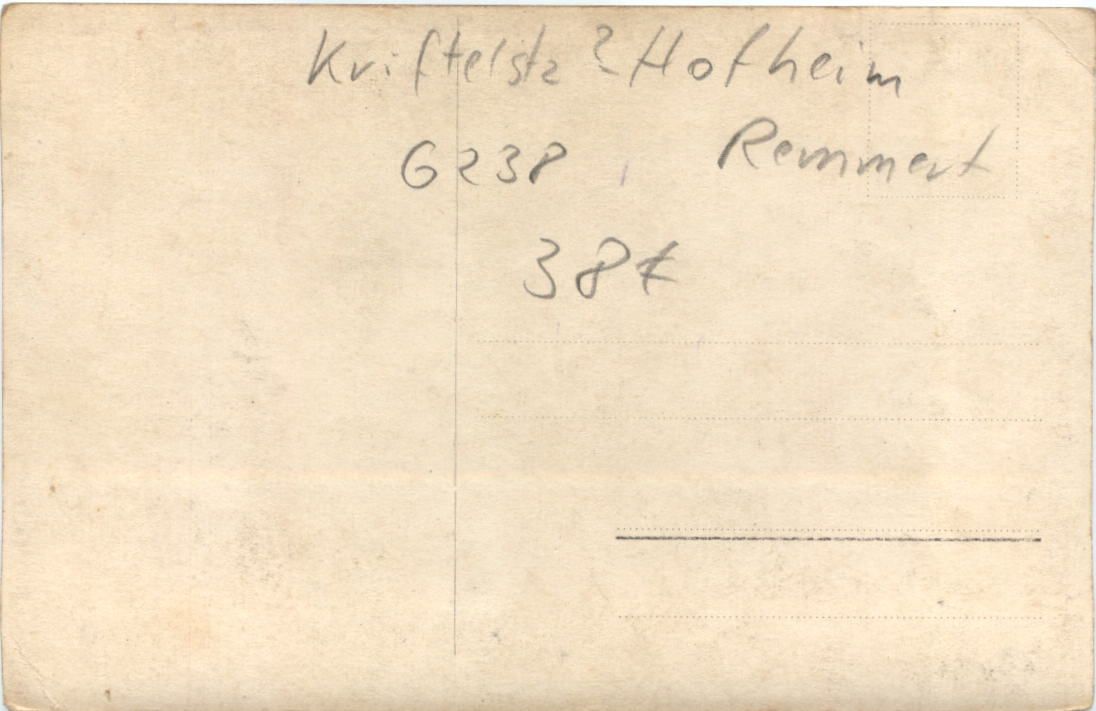 Kriftelstr ? Hofheim
6238 Remmert
38€